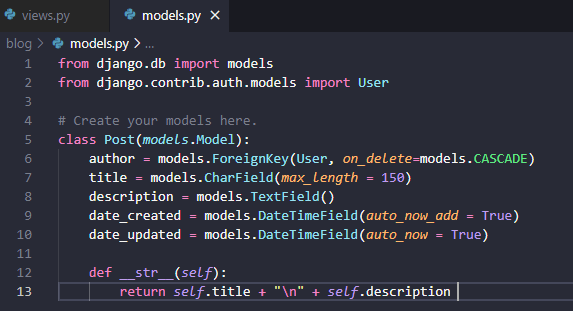 views.py models.py ×
blog > models.py > ...
1 from django.db import models
2 from django.contrib.auth.models import User
3
4 # Create your models here.
5 class Post(models.Model):
6     author = models.ForeignKey(User, on_delete=models.CASCADE)
7     title = models.CharField(max_length = 150)
8     description = models.TextField()
9     date_created = models.DateTimeField(auto_now_add = True)
10     date_updated = models.DateTimeField(auto_now = True)
11
12     def __str__(self):
13         return self.title + "\n" + self.description